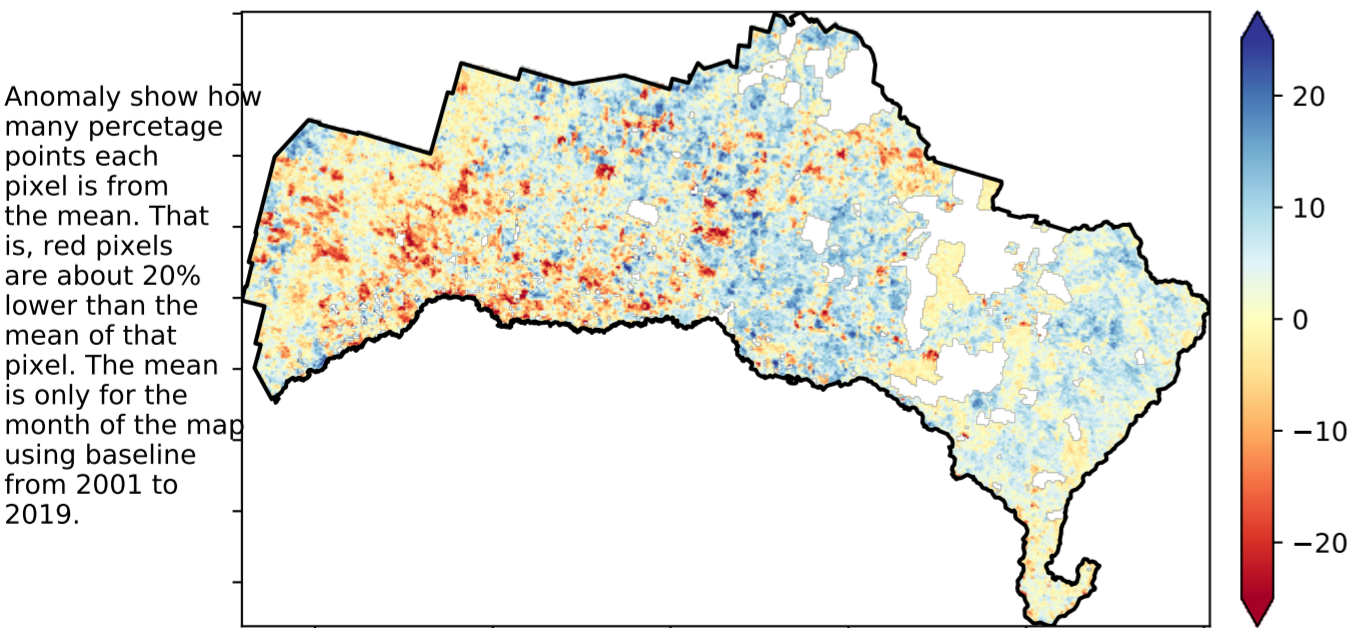 Anomaly show how
many percetage
points each
pixel is from
the mean. That
is, red pixels
are about 20%
lower than the
mean of that
pixel. The mean
is only for the
month of the map
using baseline
from 2001 to
2019.
20
10
0
−10
−20